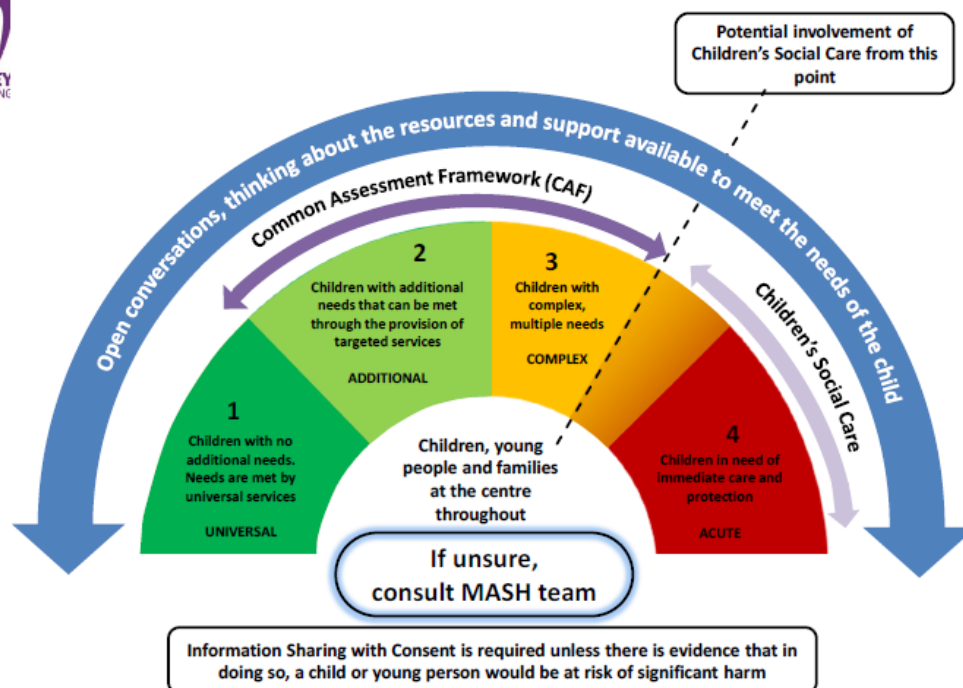 EY
NG
Potential involvement of
Children's Social Care from this
point
Open conversations, thinking about the resources and support available to meet the needs of the child
Common Assessment Framework (CAF)
Children's Social Care
1
Children with no
additional needs.
Needs are met by
universal services
UNIVERSAL
2
Children with additional
needs that can be met
through the provision of
targeted services
ADDITIONAL
3
Children with
complex,
multiple needs
COMPLEX
4
Children in need of
immediate care and
protection
ACUTE
Children, young
people and families
at the centre
throughout
If unsure,
consult MASH team
Information Sharing with Consent is required unless there is evidence that in
doing so, a child or young person would be at risk of significant harm